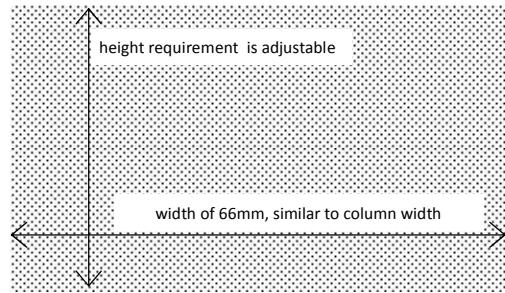 height requirement  is adjustable
width of 66mm, similar to column width